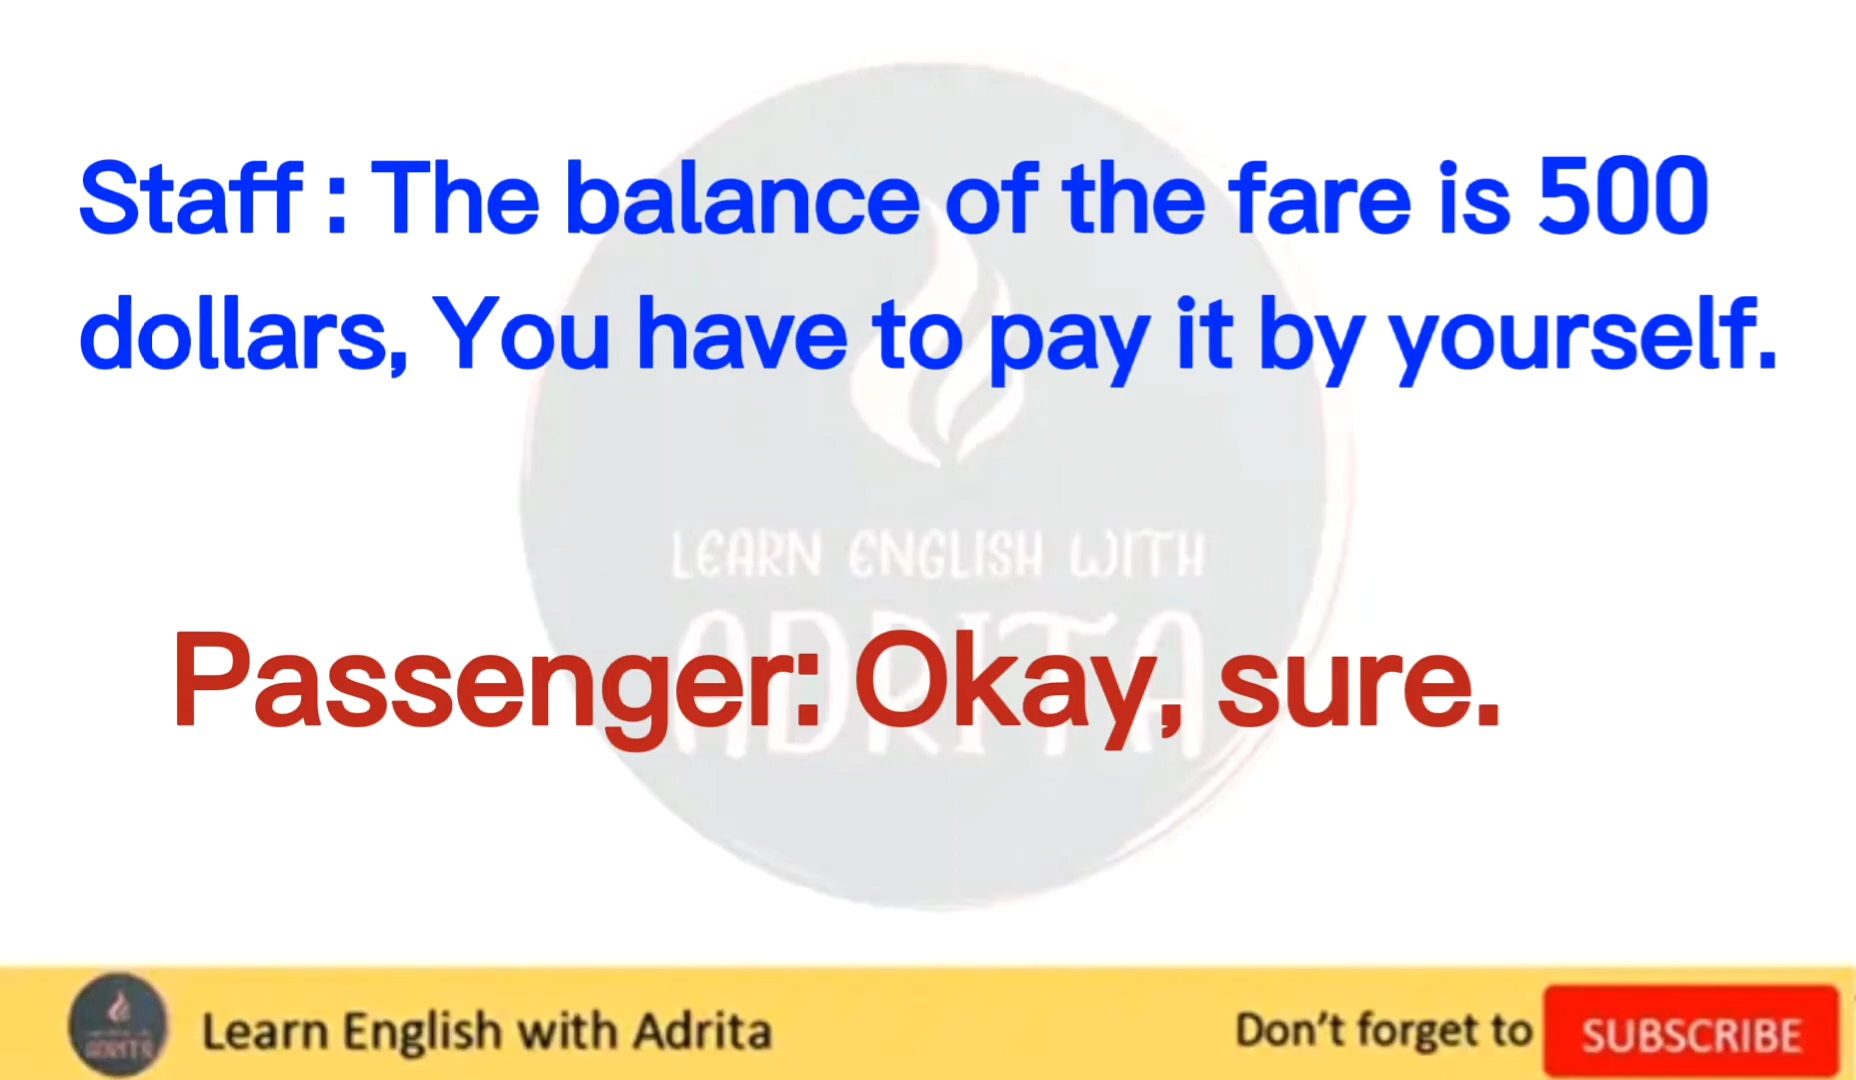 Staff : The balance of the fare is 500
dollars, You have to pay it by yourself.
LEARN ENGLISH WITH
ADRITA
Passenger: Okay, sure.
ADRITA
Learn English with Adrita
Don't forget to
SUBSCRIBE